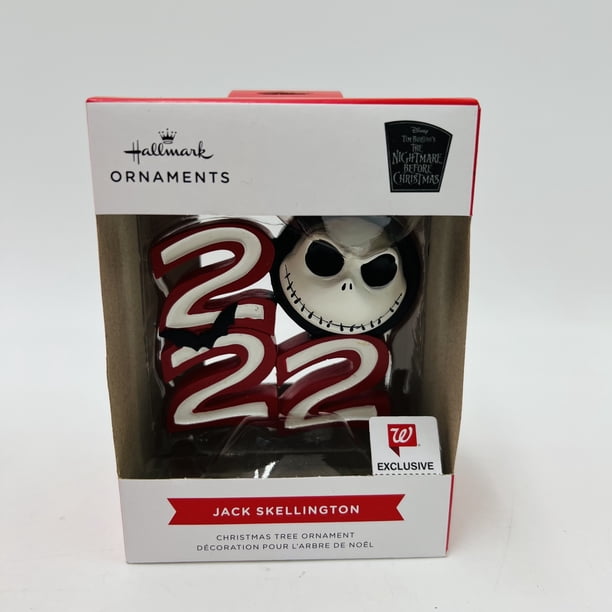 Hallmark
ORNAMENTS
Disney
TIM BURTON'S
THE
NIGHTMARE
BEFORE
CHRISTMAS
2
22
W
EXCLUSIVE
JACK SKELLINGTON
CHRISTMAS TREE ORNAMENT
DÉCORATION POUR L'ARBRE DE NOËL